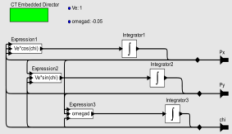 CT Embedded Director
Ve: 1
omegad: -0.05
Expression1
Ve*cos(chi)
Integrator1
Px
Expression2
Ve*sin(chi)
Integrator2
Py
Expression3
omegad
Integrator3
chi